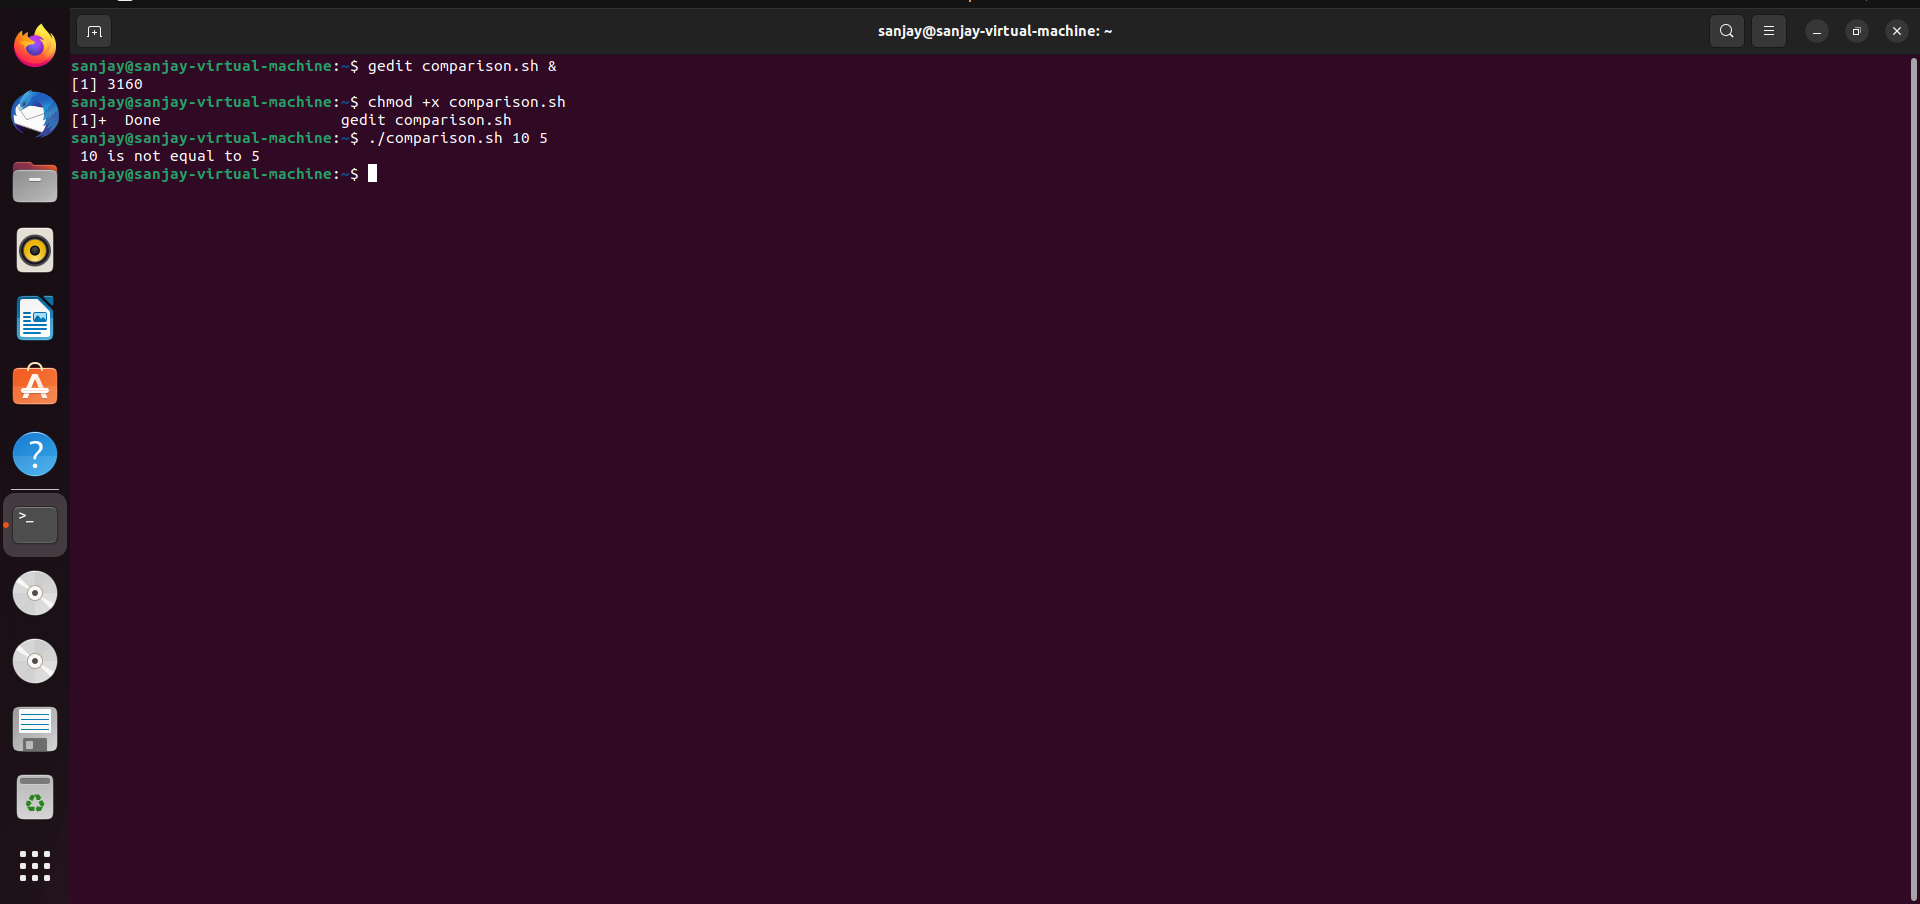 sanjay@sanjay-virtual-machine: ~
sanjay@sanjay-virtual-machine:~$ gedit comparison.sh &
[1] 3160
sanjay@sanjay-virtual-machine:~$ chmod +x comparison.sh
[1]+  Done                    gedit comparison.sh
sanjay@sanjay-virtual-machine:~$ ./comparison.sh 10 5
 10 is not equal to 5
sanjay@sanjay-virtual-machine:~$